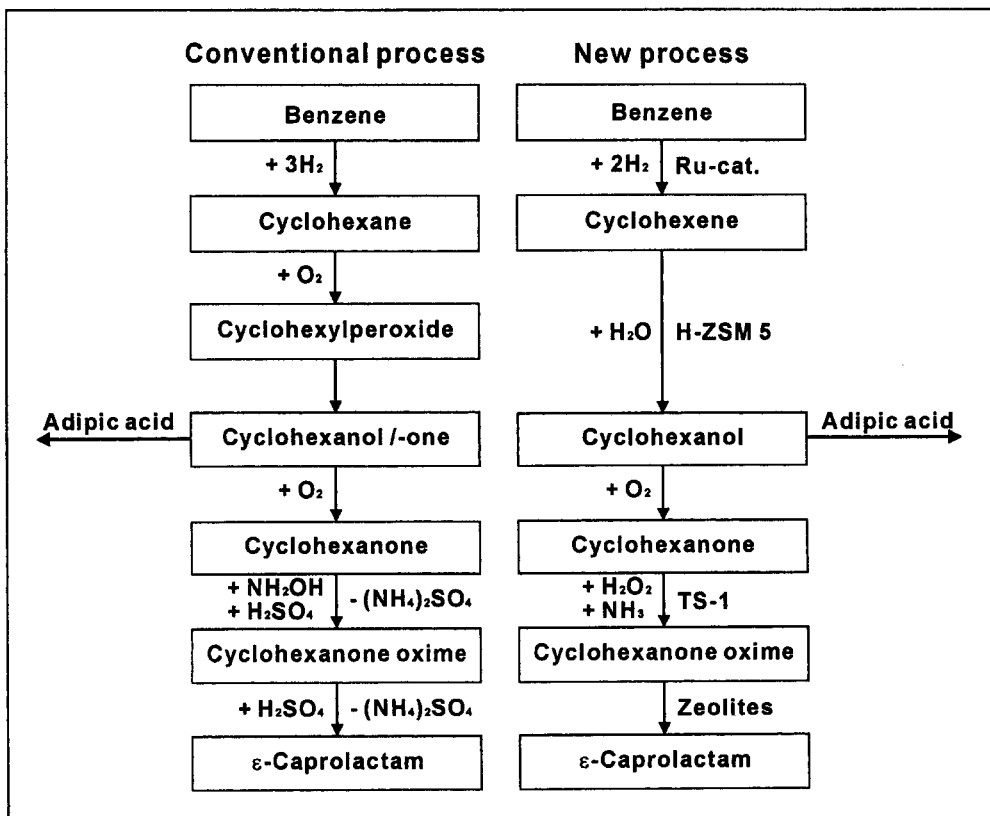 Conventional process
Benzene
+ 3H₂
Cyclohexane
+ O₂
Cyclohexylperoxide
Adipic acid
Cyclohexanol /-one
+ O₂
Cyclohexanone
+ NH₂OH
+ H₂SO₄
- (NH₄)₂SO₄
Cyclohexanone oxime
+ H₂SO₄
- (NH₄)₂SO₄
ε-Caprolactam
New process
Benzene
+ 2H₂
Ru-cat.
Cyclohexene
+ H₂O
H-ZSM 5
Cyclohexanol
Adipic acid
+ O₂
Cyclohexanone
+ H₂O₂
+ NH₃
TS-1
Cyclohexanone oxime
Zeolites
ε-Caprolactam